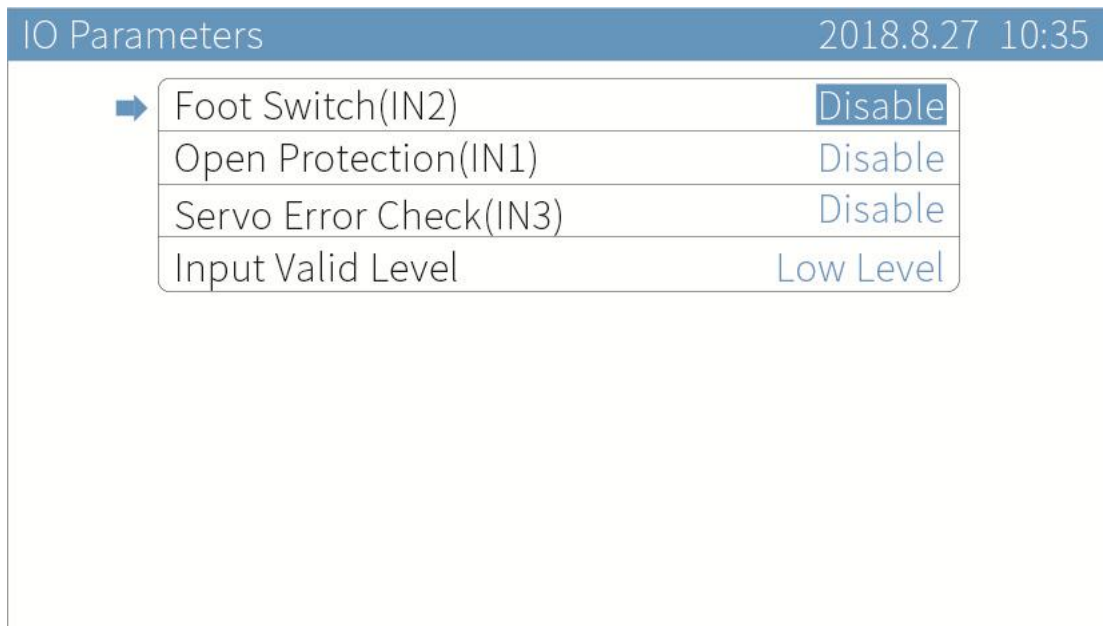 IO Parameters 2018.8.27 10:35
Foot Switch(IN2) Disable
Open Protection(IN1) Disable
Servo Error Check(IN3) Disable
Input Valid Level Low Level